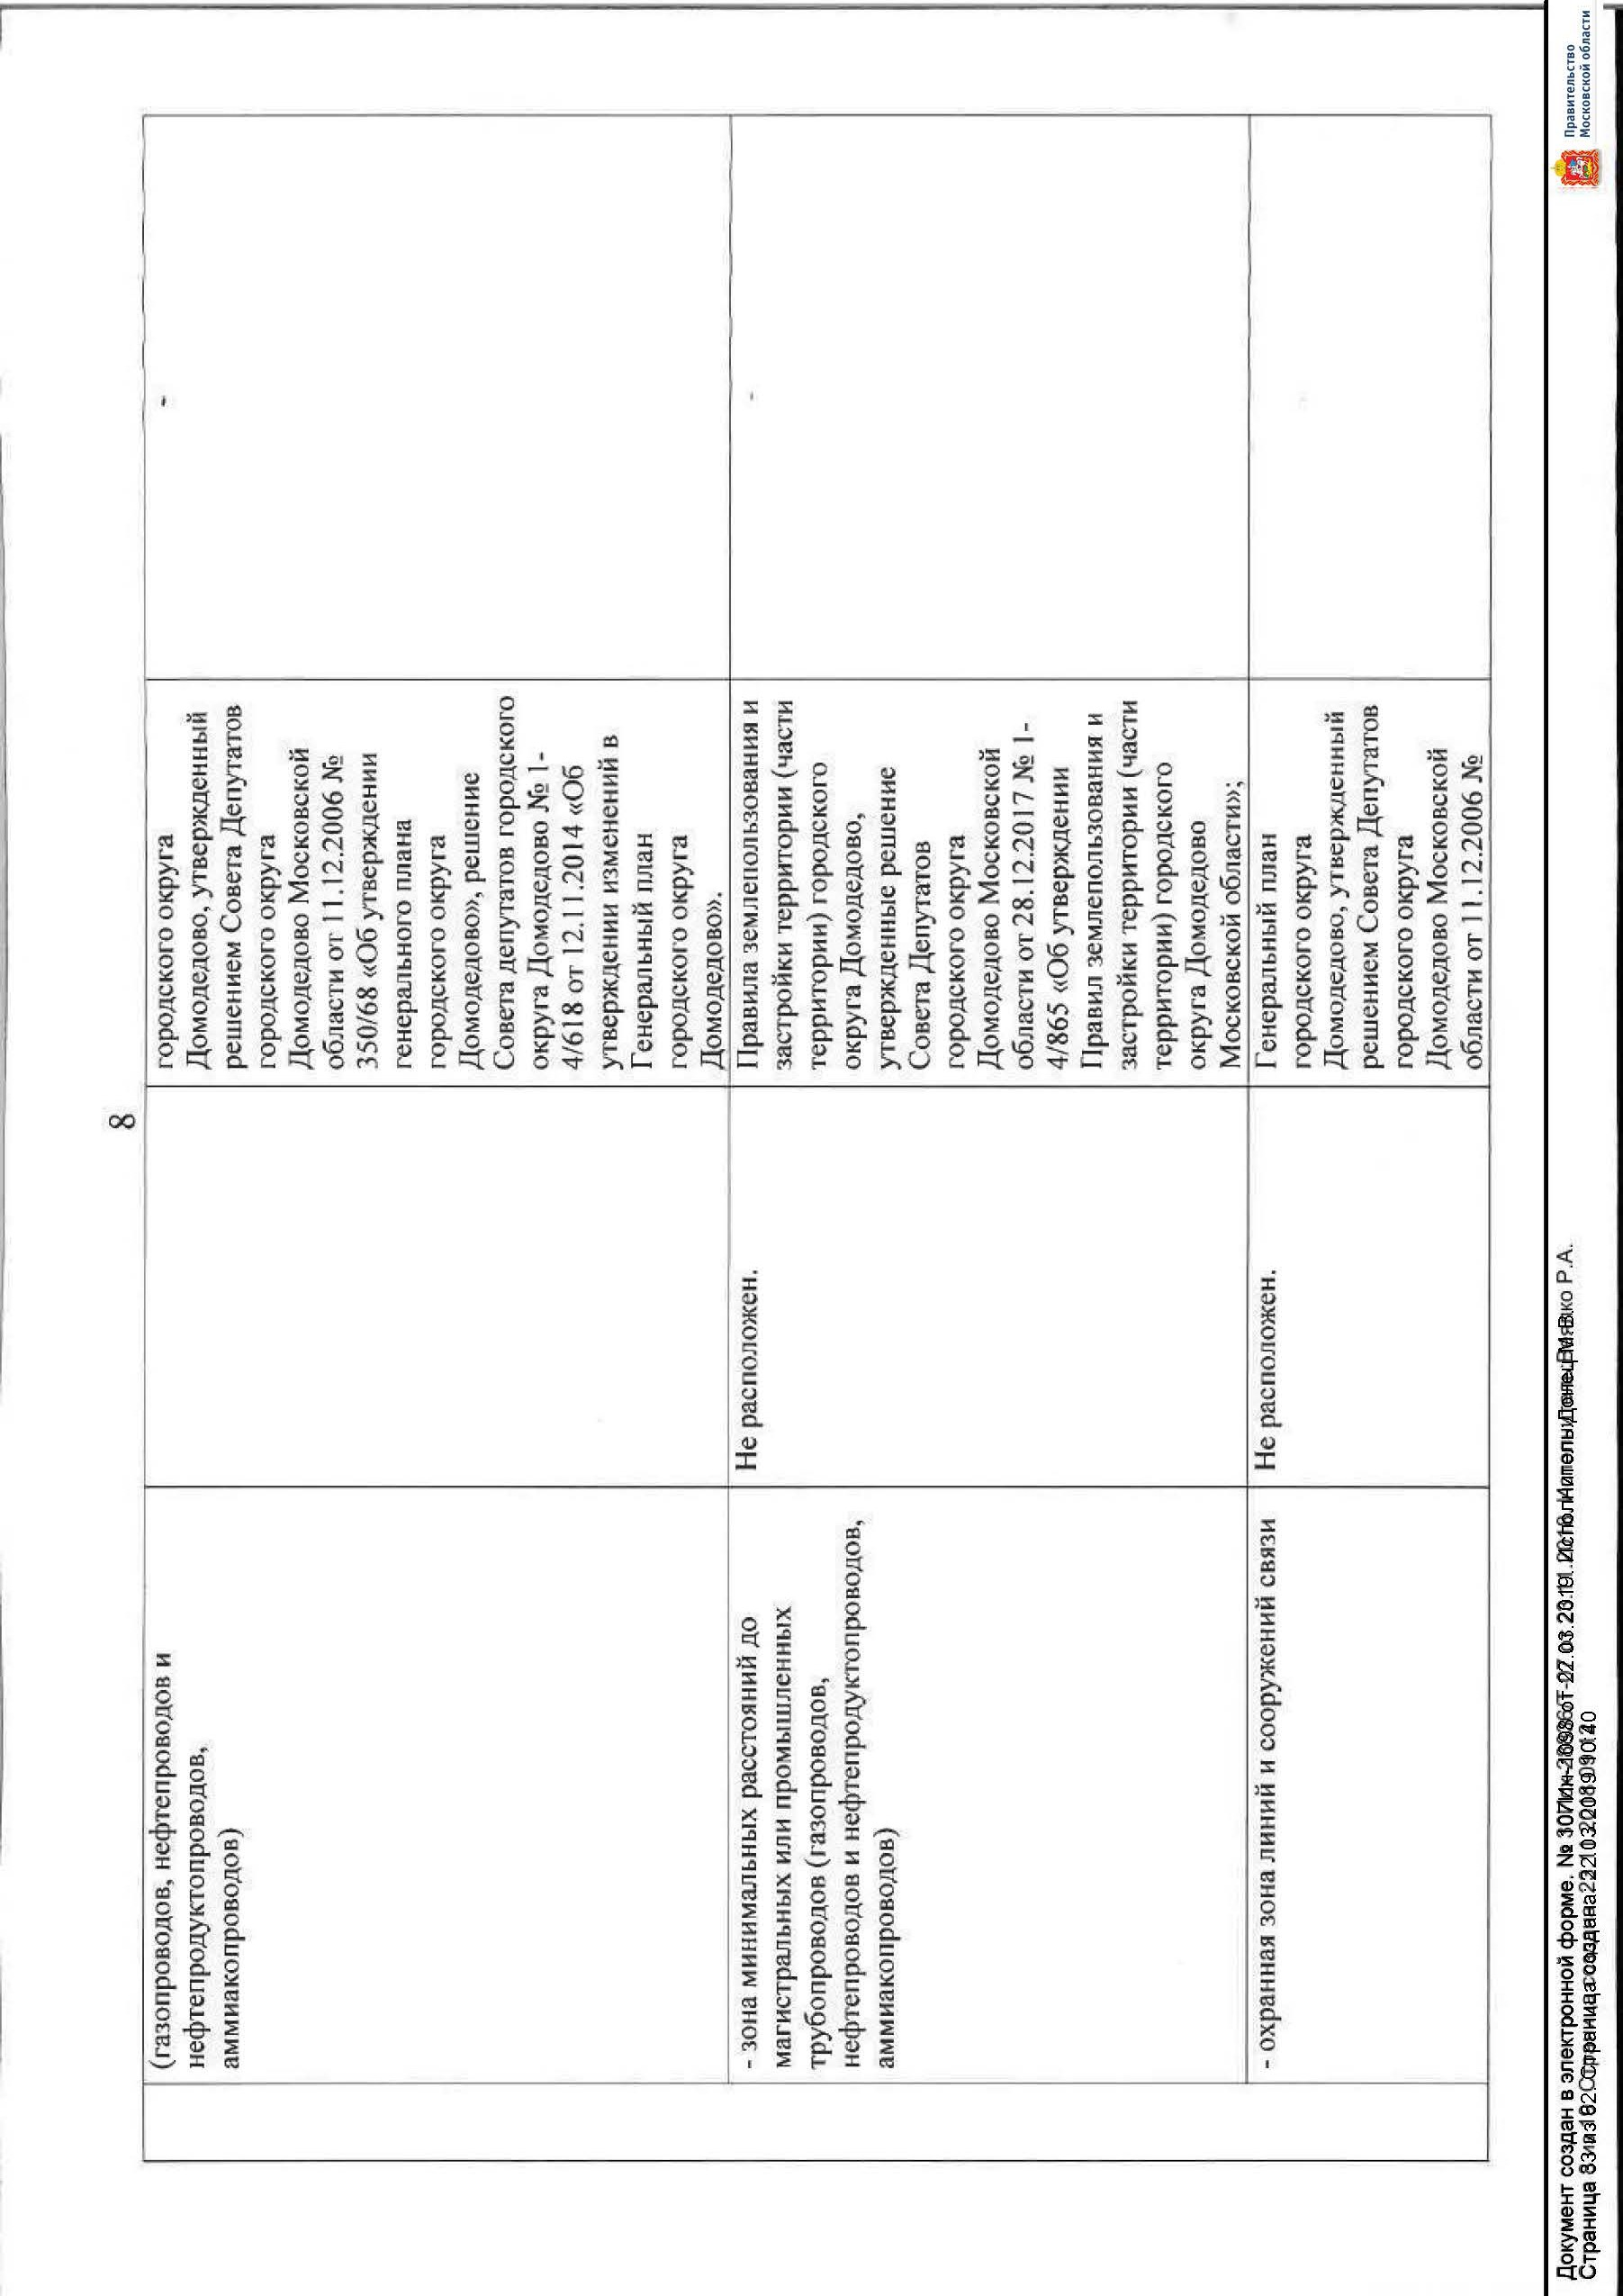 8
(газопроводов, нефтепроводов и
нефтепродуктопроводов,
аммиакопроводов)
городского округа
Домодедово, утвержденный
решением Совета Депутатов
городского округа
Домодедово Московской
области от 11.12.2006 №
350/68 «Об утверждении
генерального плана
городского округа
Домодедово», решение
Совета депутатов городского
округа Домодедово № 1-
4/618 от 12.11.2014 «Об
утверждении изменений в
Генеральный план
городского округа
Домодедово».
-
- зона минимальных расстояний до
магистральных или промышленных
трубопроводов (газопроводов,
нефтепроводов и нефтепродуктопроводов,
аммиакопроводов)
Не расположен.
Правила землепользования и
застройки территории (части
территории) городского
округа Домодедово,
утвержденные решение
Совета Депутатов
городского округа
Домодедово Московской
области от 28.12.2017 № 1-
4/865 «Об утверждении
Правил землепользования и
застройки территории (части
территории) городского
округа Домодедово
Московской области»;
-
- охранная зона линий и сооружений связи
Не расположен.
Генеральный план
городского округа
Домодедово, утвержденный
решением Совета Депутатов
городского округа
Домодедово Московской
области от 11.12.2006 №
Документ создан в электронной форме. №
Страница
Правительство
Московской области